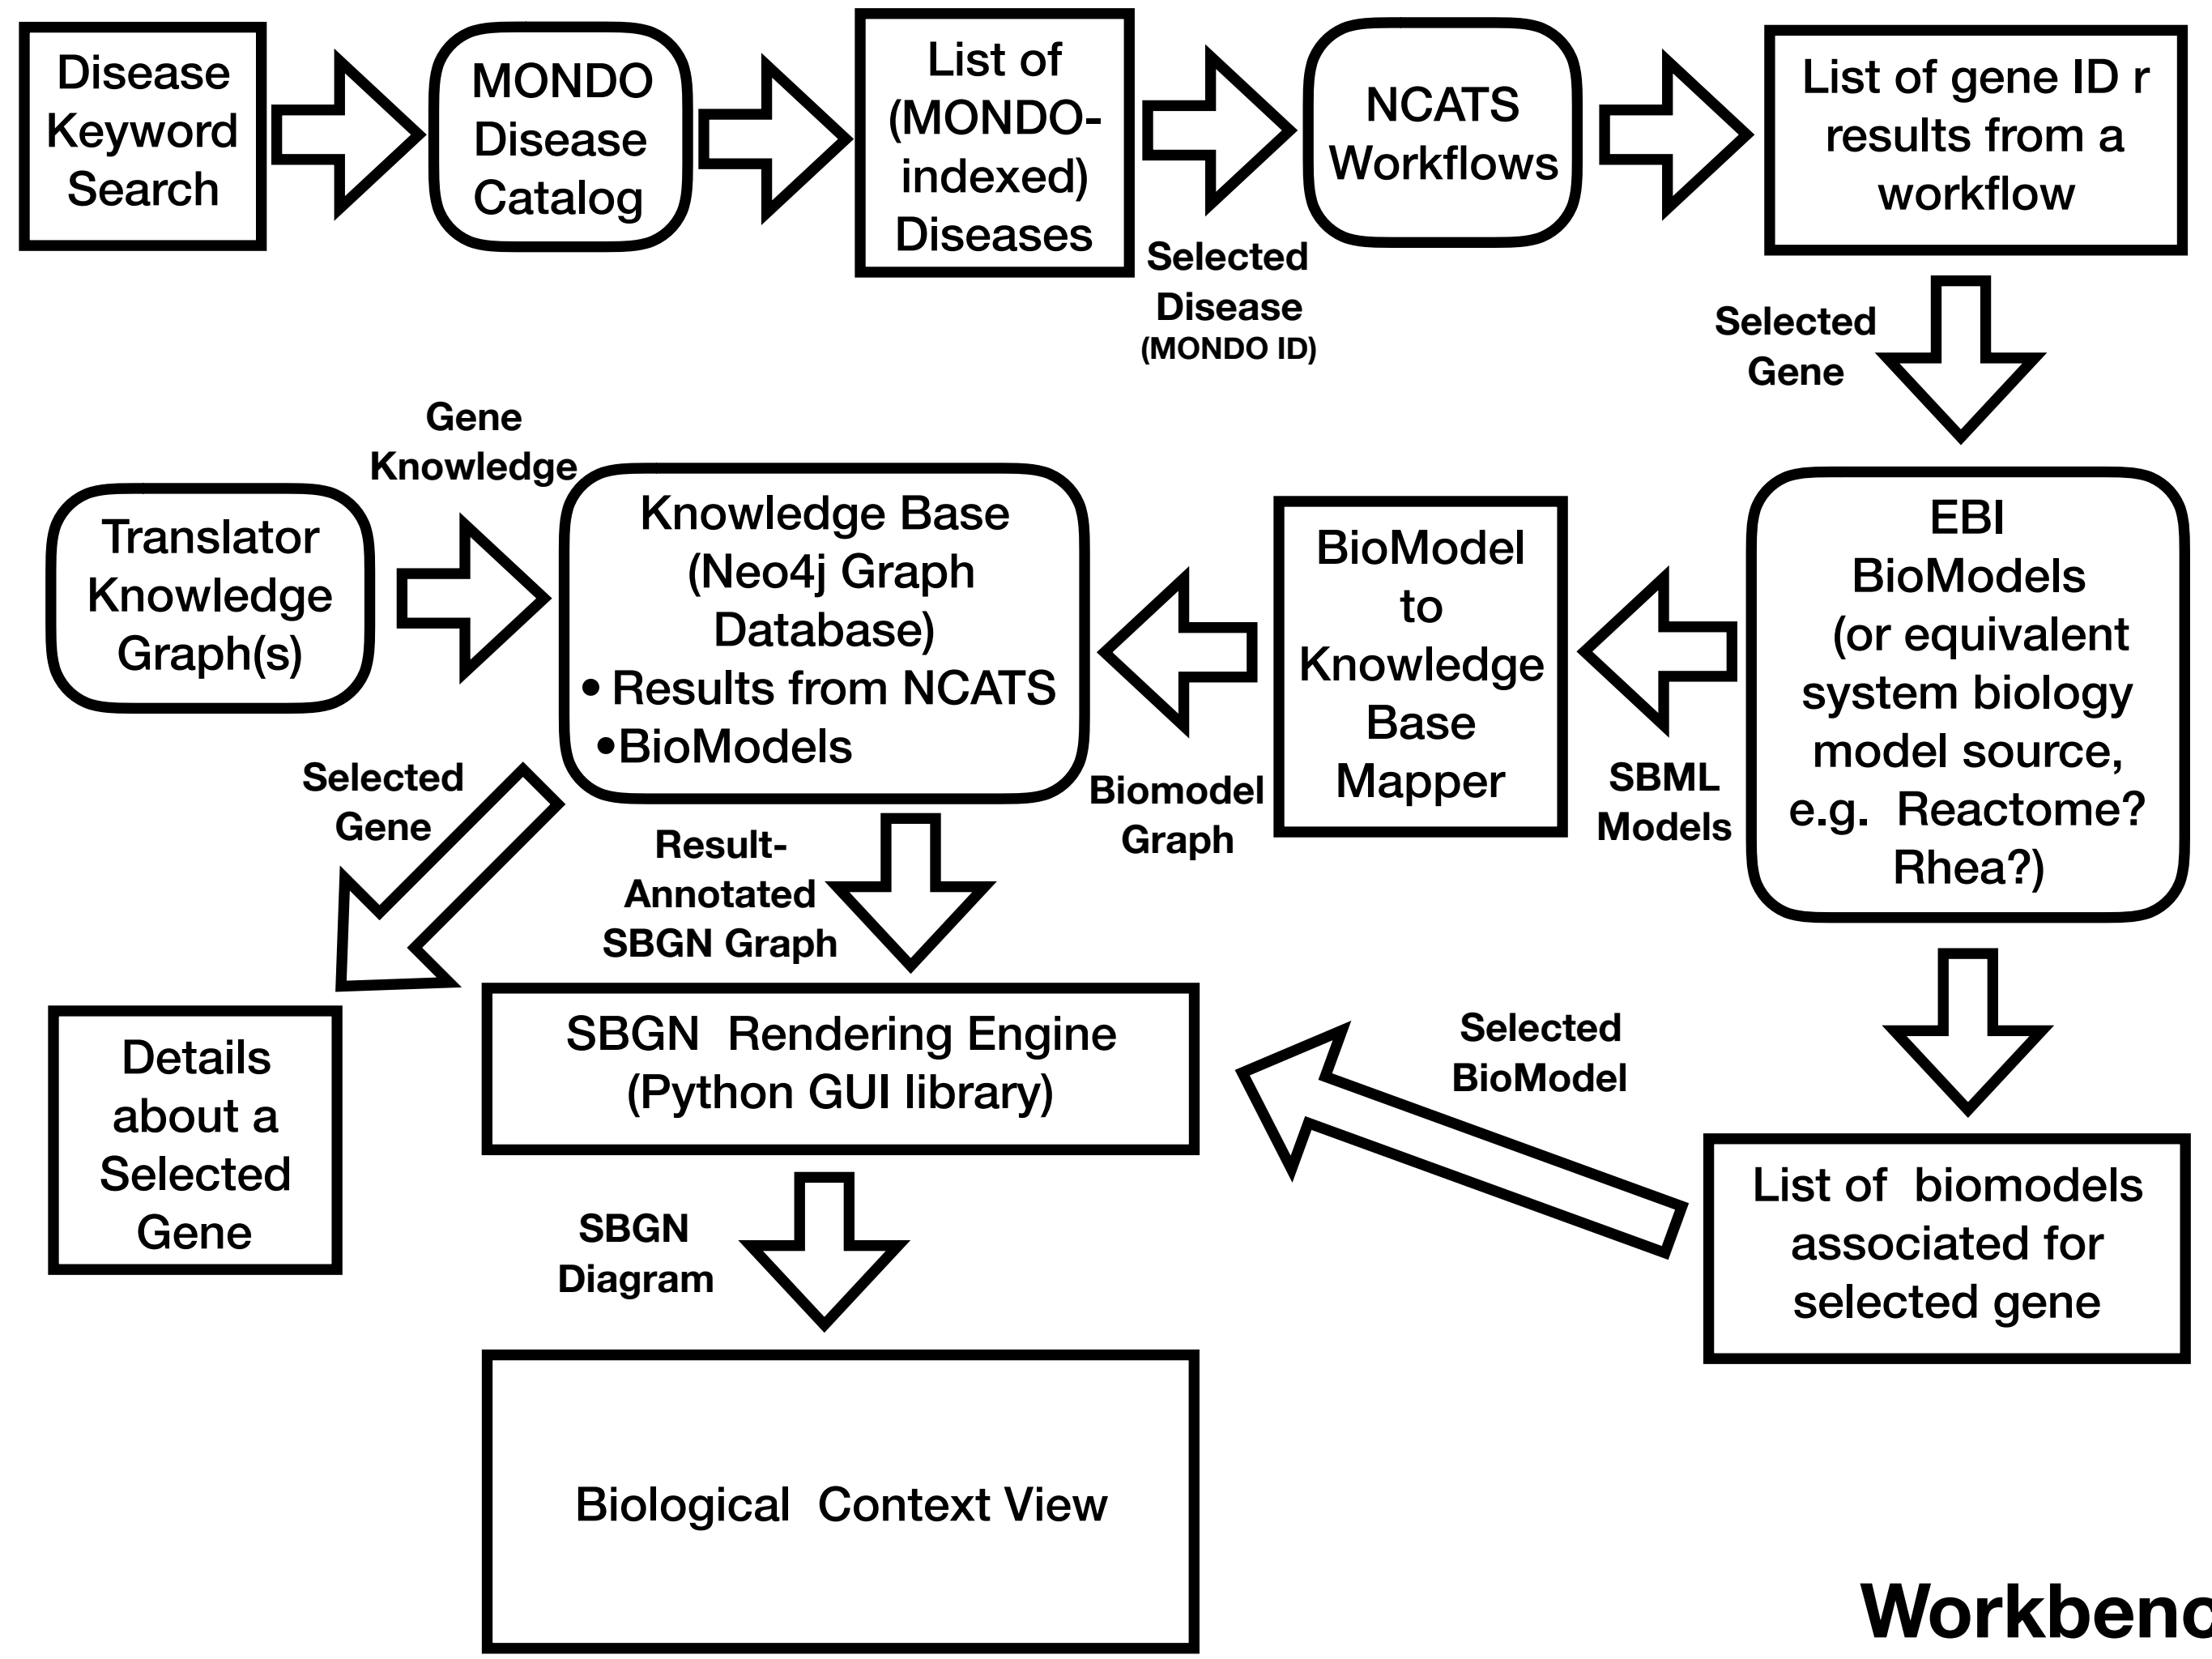 Disease
Keyword
Search
MONDO
Disease
Catalog
List of
(MONDO-
indexed)
Diseases
Selected
Disease
(MONDO ID)
NCATS
Workflows
List of gene ID r
results from a
workflow
Selected
Gene
Gene
Knowledge
Translator
Knowledge
Graph(s)
Knowledge Base
(Neo4j Graph
Database)
• Results from NCATS
•BioModels
BioModel
to
Knowledge
Base
Mapper
EBI
BioModels
(or equivalent
system biology
model source,
e.g. Reactome?
Rhea?)
Selected
Gene
Result-
Annotated
SBGN Graph
Biomodel
Graph
SBML
Models
Details
about a
Selected
Gene
SBGN Rendering Engine
(Python GUI library)
Selected
BioModel
List of biomodels
associated for
selected gene
SBGN
Diagram
Biological Context View
Workbenc